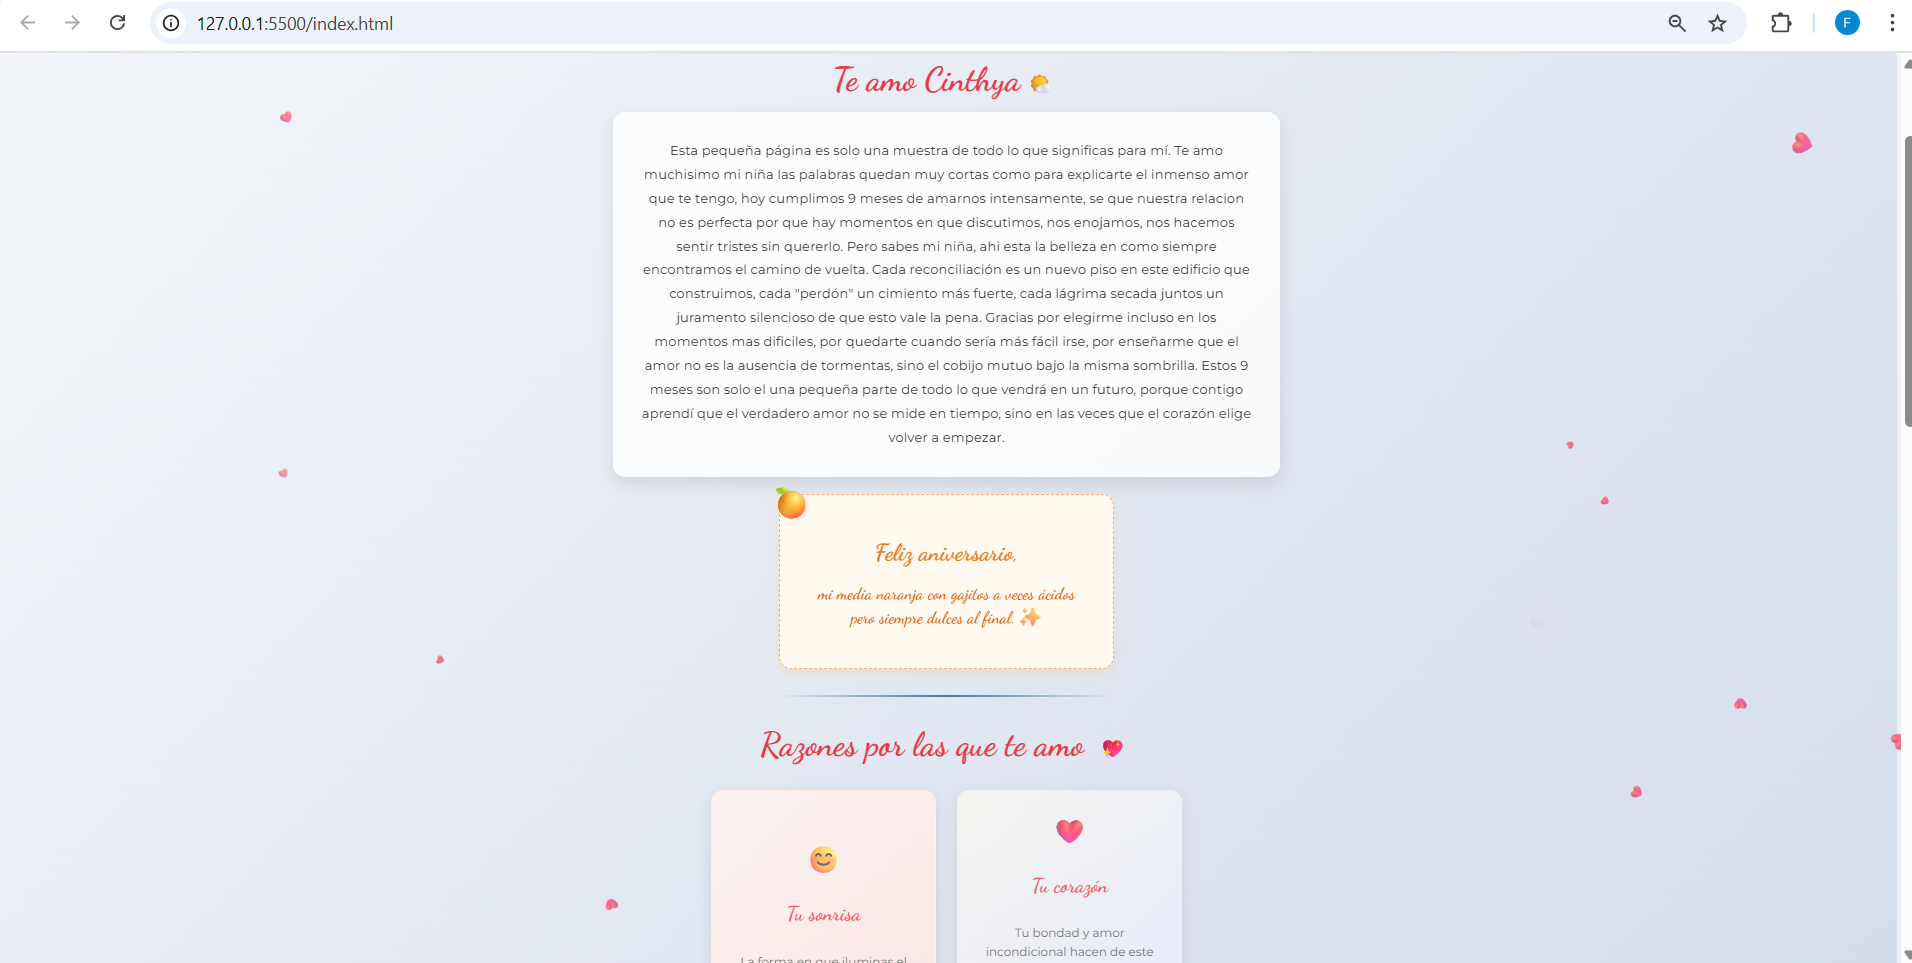 127.0.0.1:5500/index.html
F
Te amo Cinthya
Esta pequeña página es solo una muestra de todo lo que significas para mí. Te amo
muchisimo mi niña las palabras quedan muy cortas como para explicarte el inmenso amor
que te tengo, hoy cumplimos 9 meses de amarnos intensamente, se que nuestra relacion
no es perfecta por que hay momentos en que discutimos, nos enojamos, nos hacemos
sentir tristes sin quererlo. Pero sabes mi niña, ahi esta la belleza en como siempre
encontramos el camino de vuelta. Cada reconciliación es un nuevo piso en este edificio que
construimos, cada "perdón" un cimiento más fuerte, cada lágrima secada juntos un
juramento silencioso de que esto vale la pena. Gracias por elegirme incluso en los
momentos mas dificiles, por quedarte cuando sería más fácil irse, por enseñarme que el
amor no es la ausencia de tormentas, sino el cobijo mutuo bajo la misma sombrilla. Estos 9
meses son solo el una pequeña parte de todo lo que vendrá en un futuro, porque contigo
aprendí que el verdadero amor no se mide en tiempo, sino en las veces que el corazón elige
volver a empezar.
Feliz aniversario,
mi media naranja con gajitos a veces ácidos
pero siempre dulces al final.
Razones por las que te amo
Tu sonrisa
La forma en que iluminas el
Tu corazón
Tu bondad y amor
incondicional hacen de este